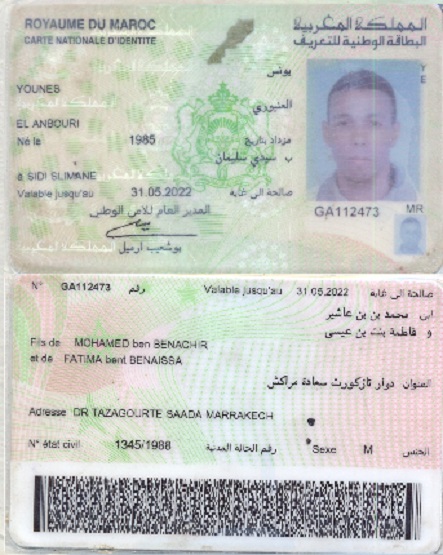 ROYAUME DU MAROC
المملكة المغربية
CARTE NATIONALE D'IDENTITE
البطاقة الوطنية للتعريف
يونس
YOUNES
العنبوري
EL ANBOURI
Né le 1985 مزداد بتاريخ
ب سيدي سليمان
à SIDI SLIMANE
Valable jusqu'au 31.05.2022 صالحة الى غاية
المدير العام للأمن الوطني
بوشعيب أرميل
GA112473
MR
N° GA112473 رقم Valable jusqu'au 31 05.2022 صالحة الى غاية
ابن محمد بن بن عاشير
و فاطمة بنت بن عيسى
Fils de MOHAMED ben BENACHIR
et de FATIMA bent BENAISSA
العنوان دوار تازكورت سعادة مراكش
Adresse DR TAZAGOURTE SAADA MARRAKECH
N° état civil 1345/1988 رقم الحالة المدنية Sexe M الجنس